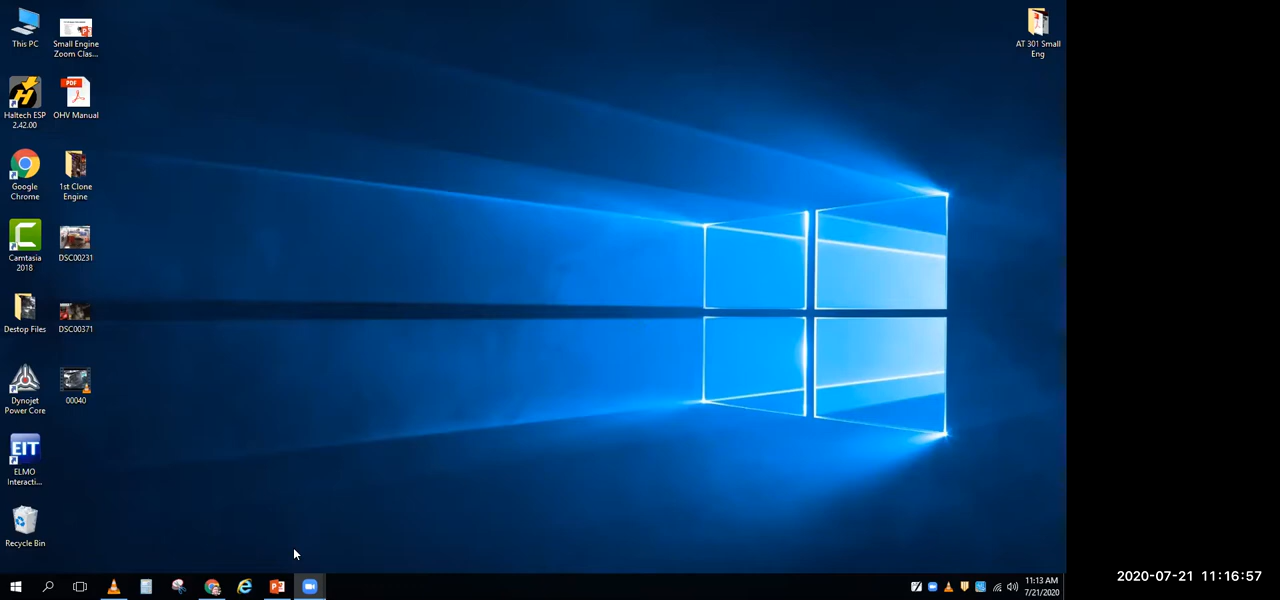 This PC
Small Engine
Zoom Clas...
AT 301 Small
Eng
Haltech ESP
2.42.00
PDF
OHV Manual
Google
Chrome
1st Clone
Engine
Camtasia
2018
DSC00231
Destop Files
DSC00371
Dynojet
Power Core
00040
EIT
ELMO
Interacti...
Recycle Bin
11:13 AM
7/21/2020
2020-07-21 11:16:57